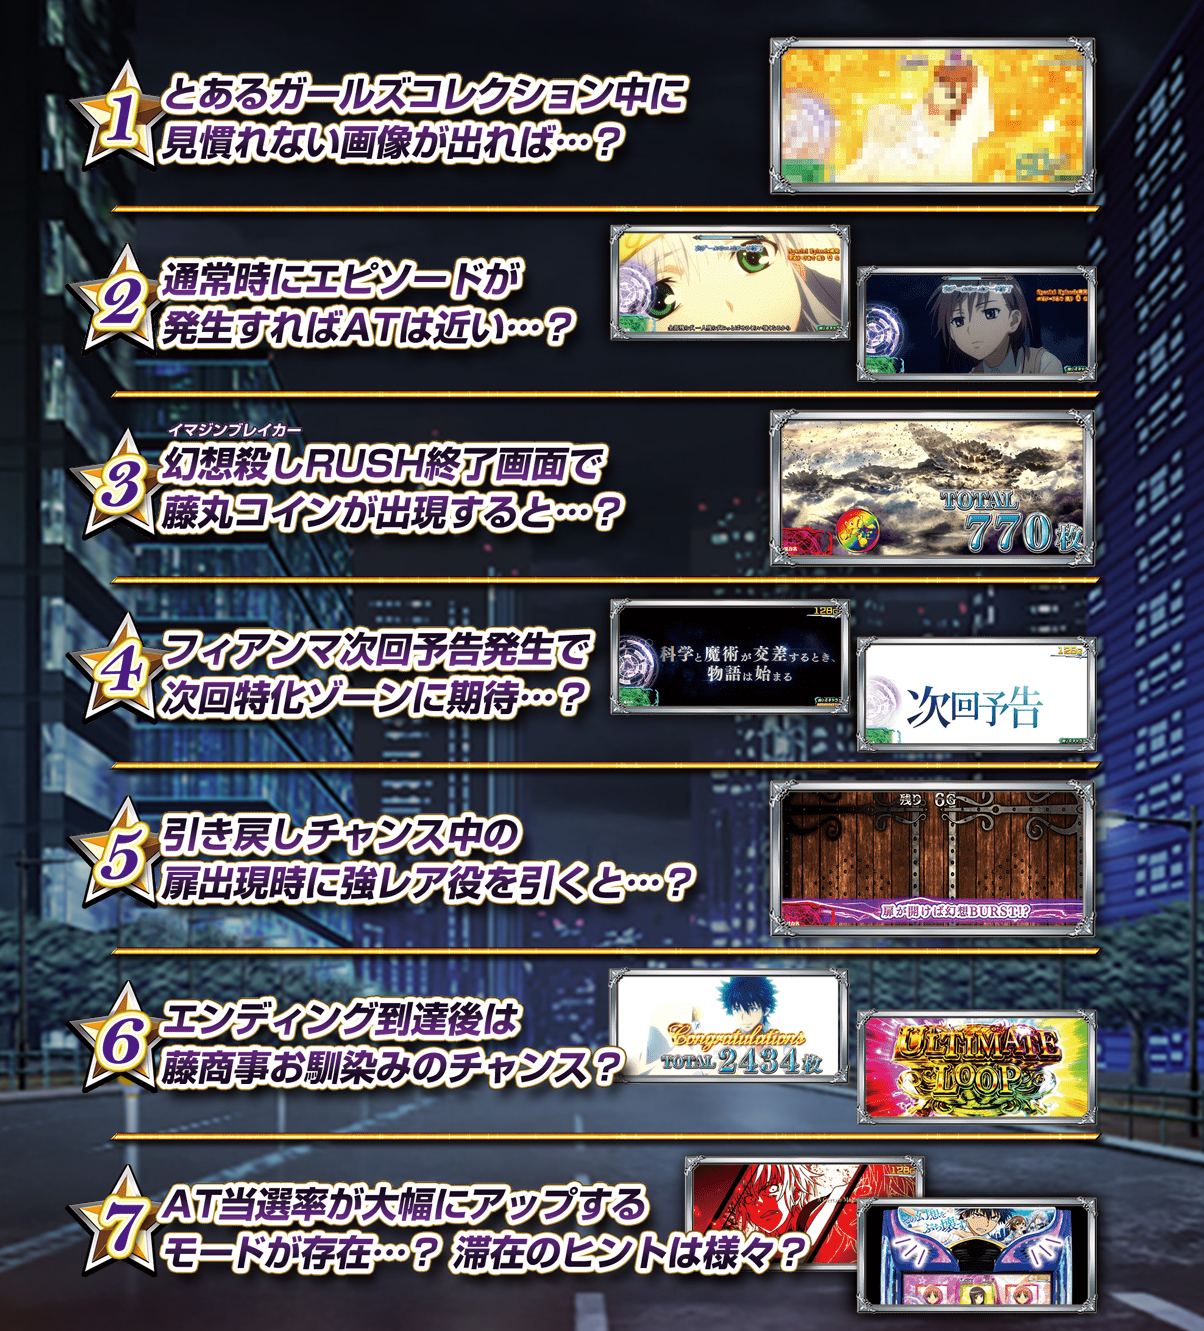 1
とあるガールズコレクション中に
見慣れない画像が出れば…？
2
通常時にエピソードが
発生すればATは近い…？
3
イマジンブレイカー
幻想殺しRUSH終了画面で
藤丸コインが出現すると…？
TOTAL
770枚
4
フィアンマ次回予告発生で
次回特化ゾーンに期待…？
128G
科学と魔術が交差するとき、
物語は始まる
128G
次回予告
5
引き戻しチャンス中の
扉出現時に強レア役を引くと…？
残り 6G
扉が開けば幻想BURST!?
6
エンディング到達後は
藤商事お馴染みのチャンス？
Congratulations
TOTAL 2434枚
ULTIMATE
LOOP
7
AT当選率が大幅にアップする
モードが存在…？ 滞在のヒントは様々？
128G